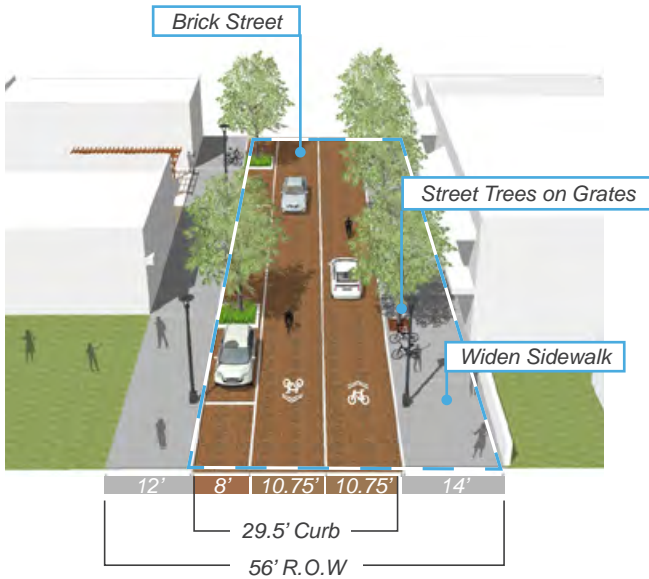 Brick Street
Street Trees on Grates
Widen Sidewalk
12' 8' 10.75' 10.75' 14'
29.5' Curb
56' R.O.W